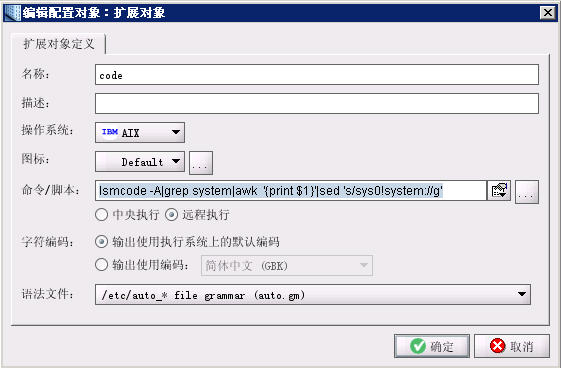 编辑配置对象：扩展对象
扩展对象定义
名称： code
描述：
操作系统： IBM AIX
图标： Default ...
命令/脚本： lsmcode -A|grep system|awk '{print $1}'|sed 's/sys0!system://g' ...
中央执行 远程执行
字符编码： 输出使用执行系统上的默认编码
输出使用编码： 简体中文 (GBK)
语法文件： /etc/auto_* file grammar (auto.gm)
确定 取消